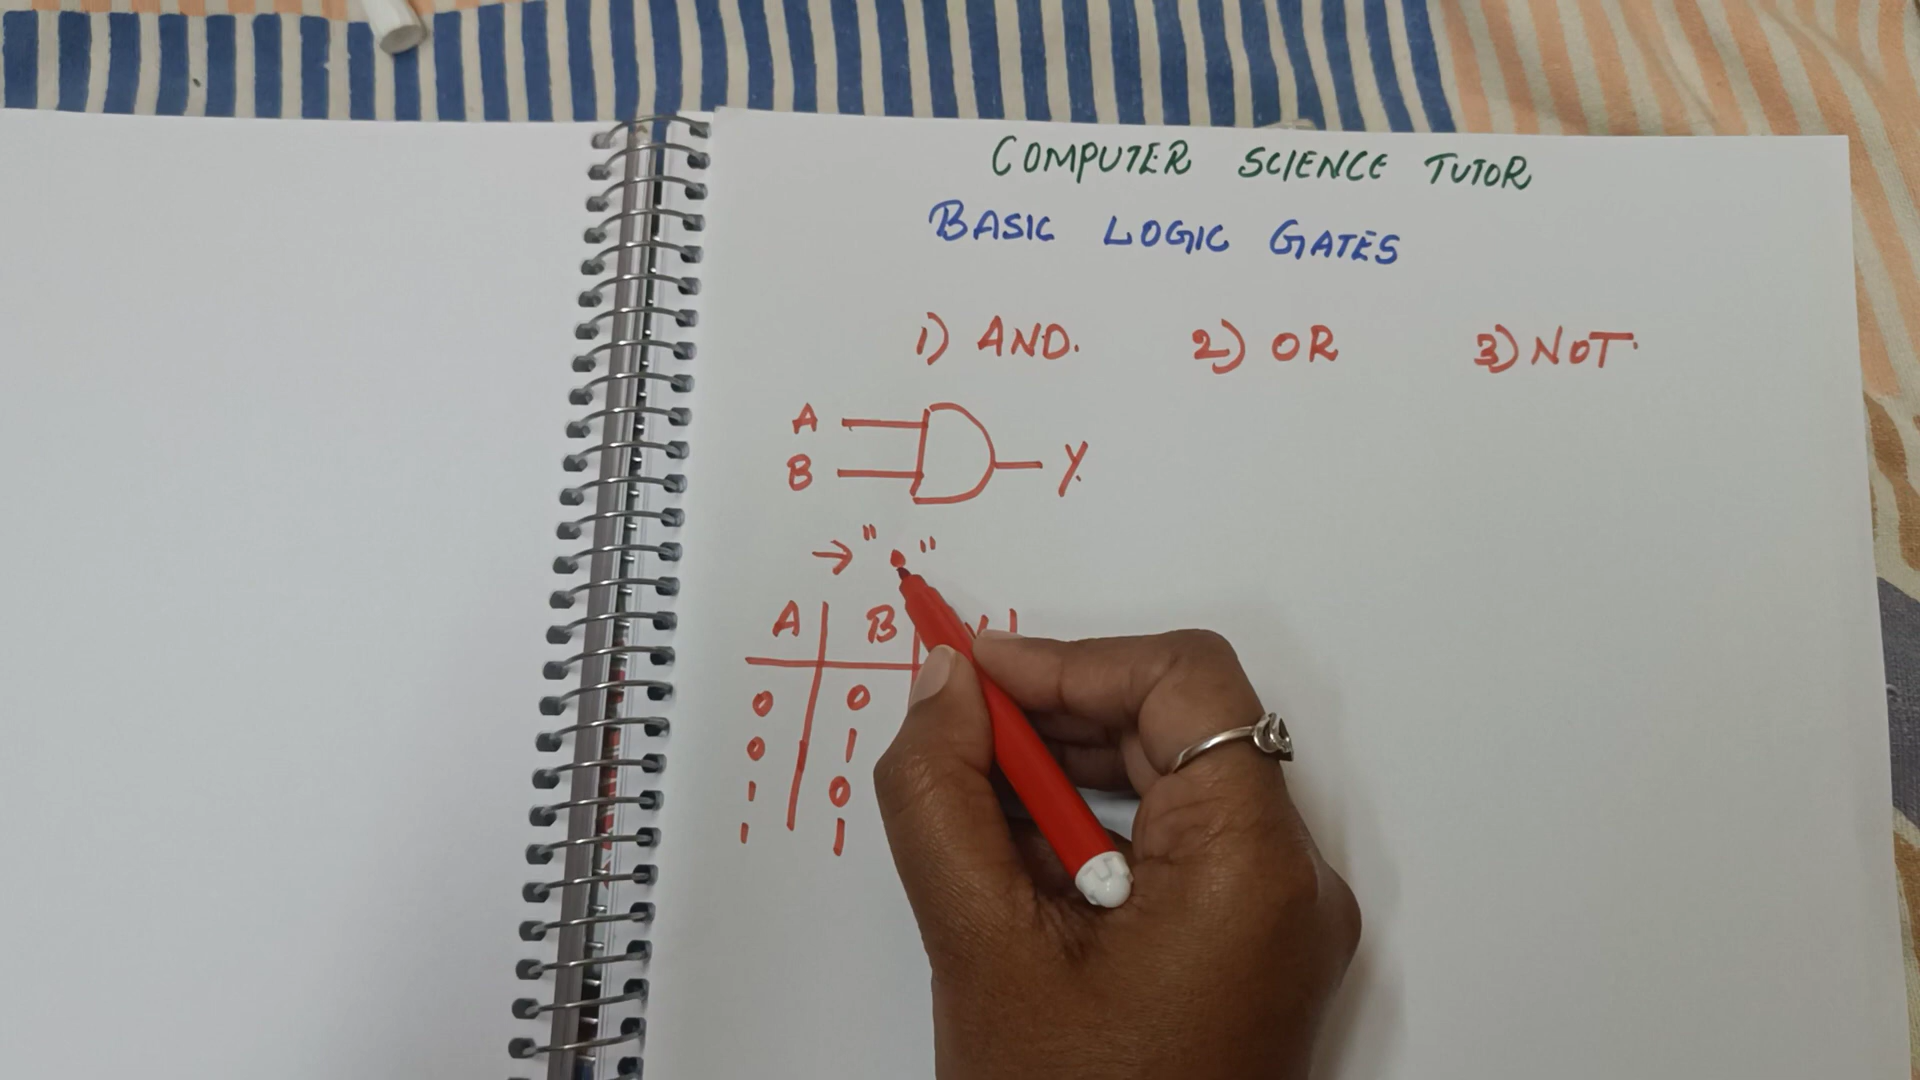 COMPUTER SCIENCE TUTOR
BASIC LOGIC GATES
1) AND. 2) OR 3) NOT.
A
B Y
→ " • "
A B
0 0
0 1
1 0
1 1